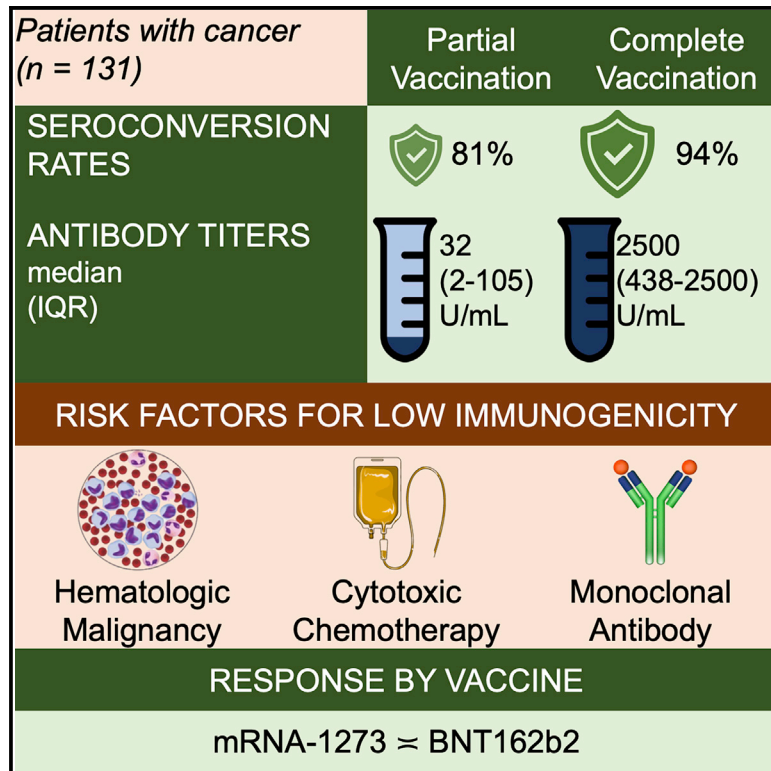 Patients with cancer
(n = 131)
Partial
Vaccination
Complete
Vaccination
SEROCONVERSION
RATES
81%
94%
ANTIBODY TITERS
median
(IQR)
32
(2-105)
U/mL
2500
(438-2500)
U/mL
RISK FACTORS FOR LOW IMMUNOGENICITY
Hematologic
Malignancy
Cytotoxic
Chemotherapy
Monoclonal
Antibody
RESPONSE BY VACCINE
mRNA-1273 ≍ BNT162b2